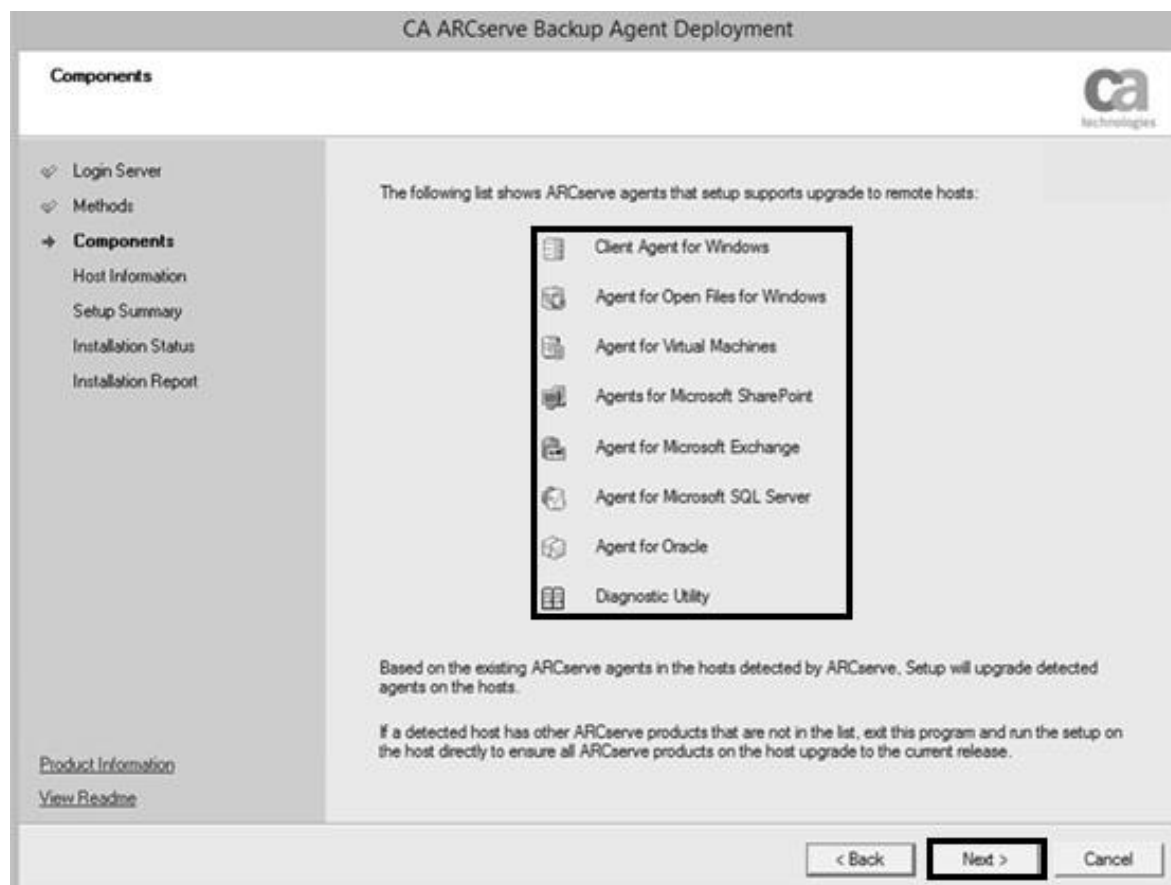 CA ARCserve Backup Agent Deployment
Components
ca
technologies
Login Server
Methods
Components
Host Information
Setup Summary
Installation Status
Installation Report
Product Information
View Readme
The following list shows ARCserve agents that setup supports upgrade to remote hosts:
Client Agent for Windows
Agent for Open Files for Windows
Agent for Virtual Machines
Agents for Microsoft SharePoint
Agent for Microsoft Exchange
Agent for Microsoft SQL Server
Agent for Oracle
Diagnostic Utility
Based on the existing ARCserve agents in the hosts detected by ARCserve, Setup will upgrade detected
agents on the hosts.
If a detected host has other ARCserve products that are not in the list, exit this program and run the setup on
the host directly to ensure all ARCserve products on the host upgrade to the current release.
< Back
Next >
Cancel